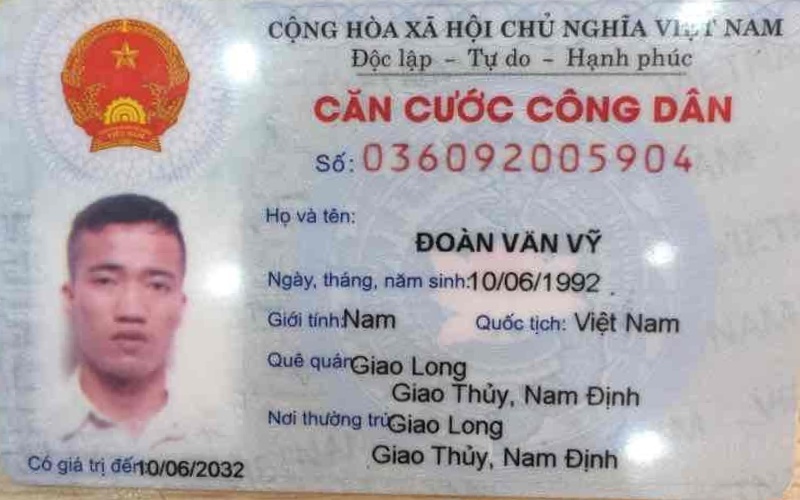 CỘNG HÒA XÃ HỘI CHỦ NGHĨA VIỆT NAM
Độc lập - Tự do - Hạnh phúc
CĂN CƯỚC CÔNG DÂN
Số: 036092005904
Họ và tên:
ĐOÀN VĂN VỸ
Ngày, tháng, năm sinh: 10/06/1992
Giới tính: Nam Quốc tịch: Việt Nam
Quê quán: Giao Long
Giao Thủy, Nam Định
Nơi thường trú: Giao Long
Giao Thủy, Nam Định
Có giá trị đến: 10/06/2032